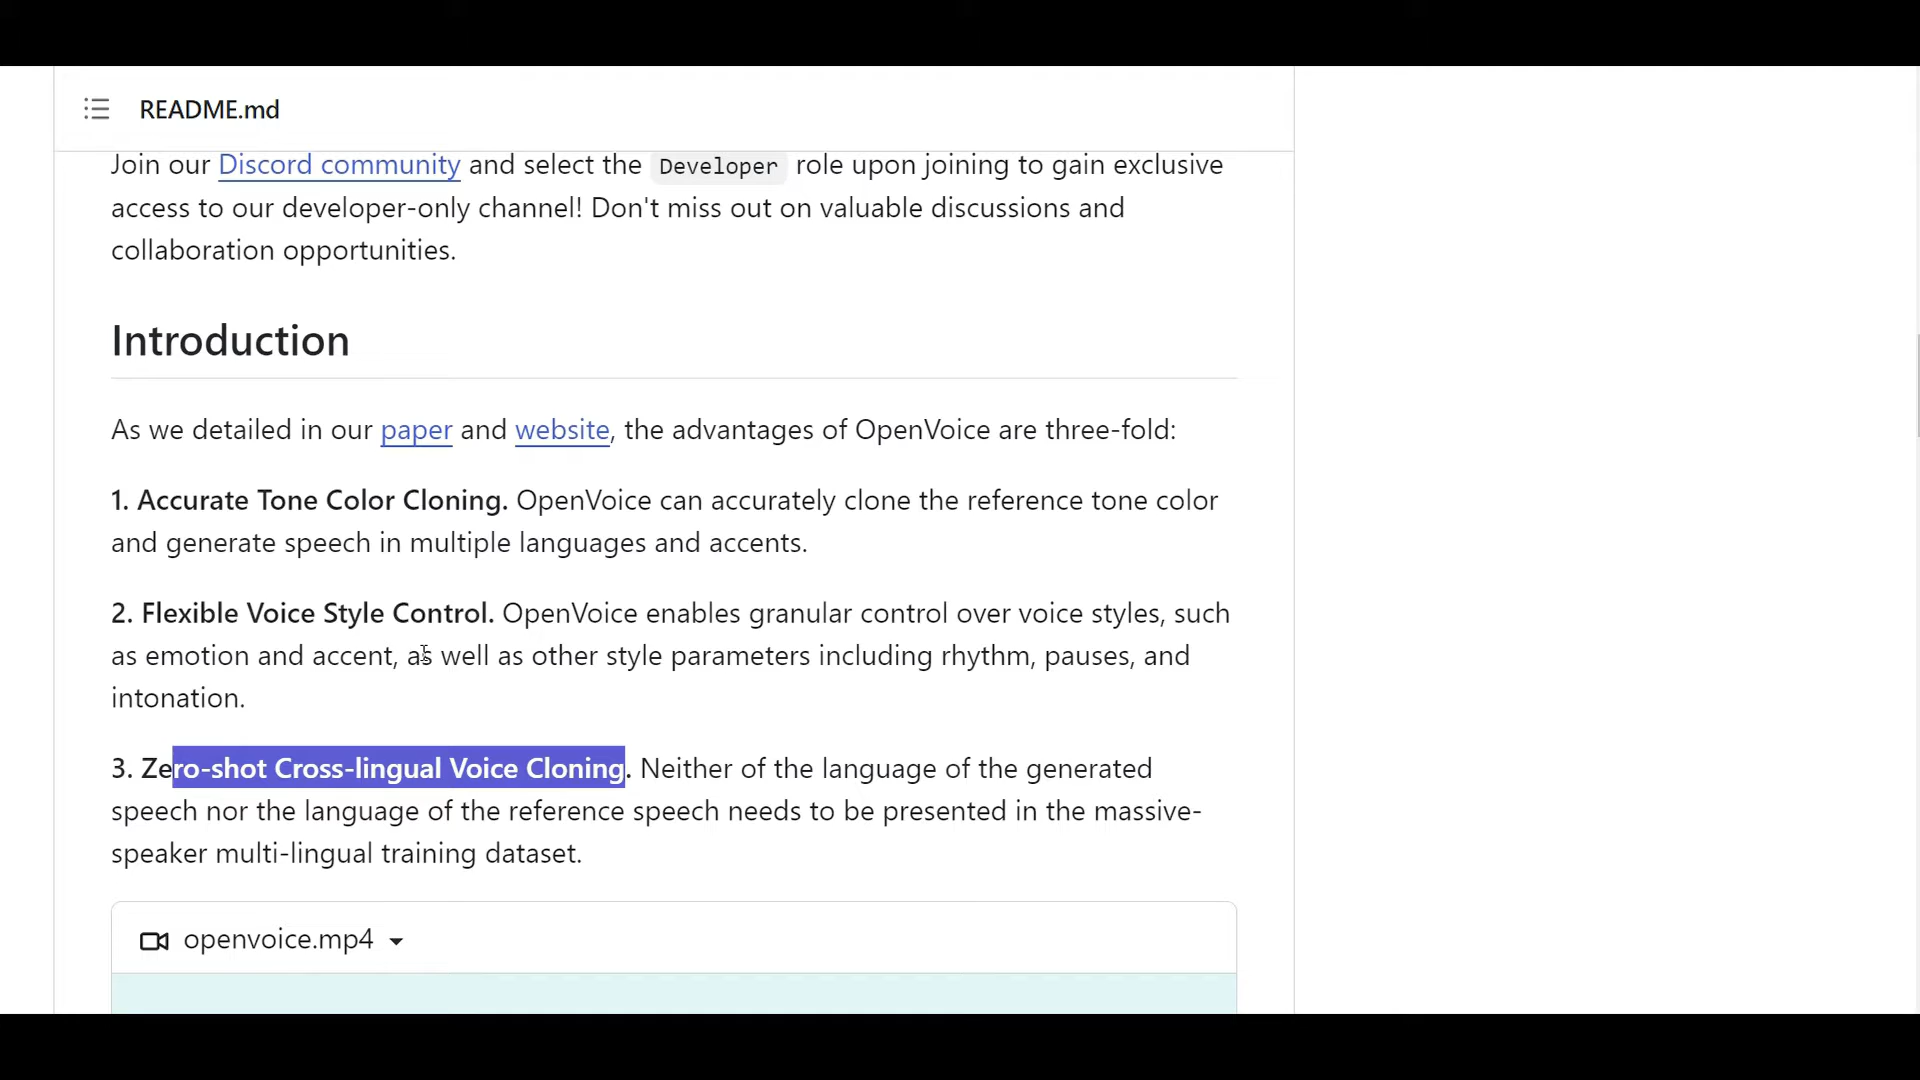 README.md
Join our Discord community and select the Developer role upon joining to gain exclusive
access to our developer-only channel! Don't miss out on valuable discussions and
collaboration opportunities.
Introduction
As we detailed in our paper and website, the advantages of OpenVoice are three-fold:
1. Accurate Tone Color Cloning. OpenVoice can accurately clone the reference tone color
and generate speech in multiple languages and accents.
2. Flexible Voice Style Control. OpenVoice enables granular control over voice styles, such
as emotion and accent, as well as other style parameters including rhythm, pauses, and
intonation.
3. Zero-shot Cross-lingual Voice Cloning. Neither of the language of the generated
speech nor the language of the reference speech needs to be presented in the massive-
speaker multi-lingual training dataset.
openvoice.mp4